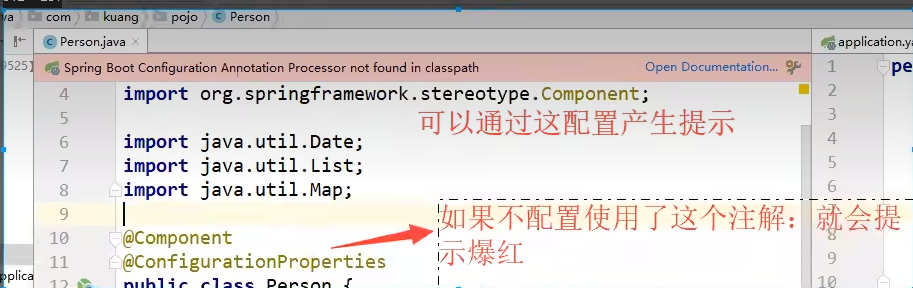 va
com
kuang
pojo
Person
Person.java
application.ya
9525】
Spring Boot Configuration Annotation Processor not found in classpath
Open Documentation...
1
pe
4
import org.springframework.stereotype.Component;
2
5
可以通过这配置产生提示
3
6
import java.util.Date;
4
7
import java.util.List;
5
8
import java.util.Map;
6
9
如果不配置使用了这个注解：就会提
示爆红
10
@Component
8
11
@ConfigurationProperties
9
pplica
12
public class Person {
10